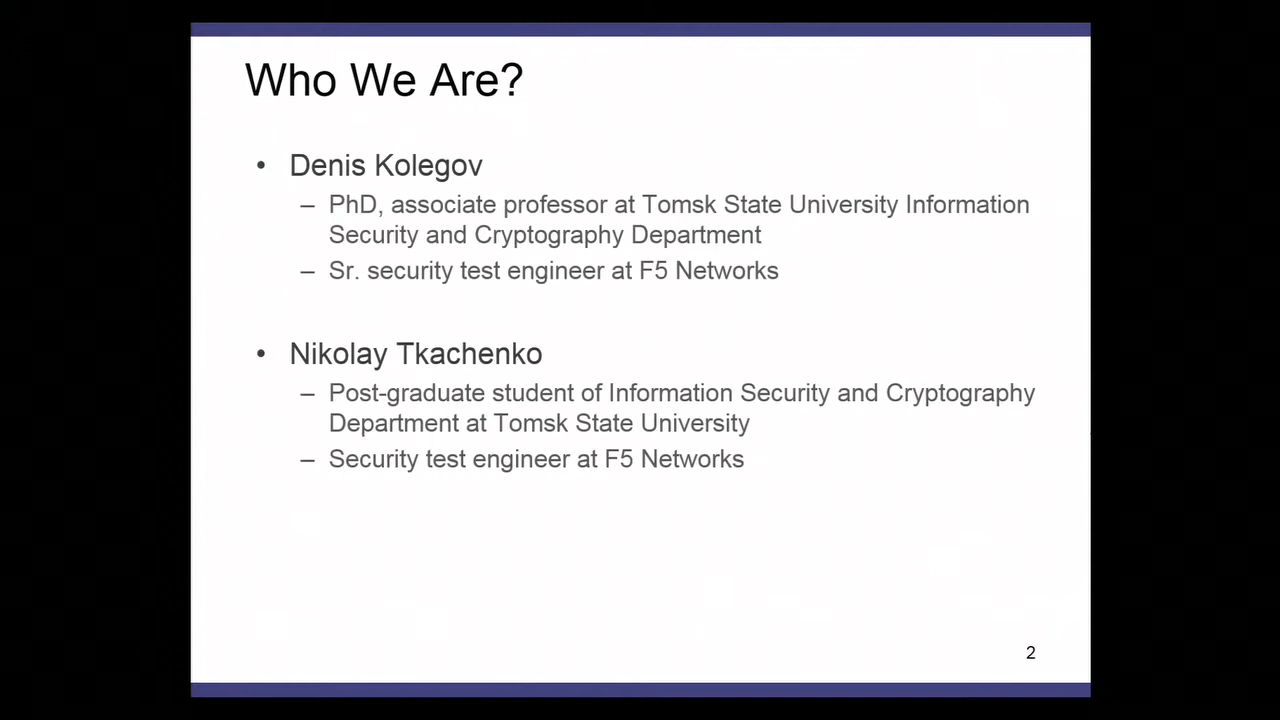 Who We Are?
• Denis Kolegov
– PhD, associate professor at Tomsk State University Information
Security and Cryptography Department
– Sr. security test engineer at F5 Networks
• Nikolay Tkachenko
– Post-graduate student of Information Security and Cryptography
Department at Tomsk State University
– Security test engineer at F5 Networks
2